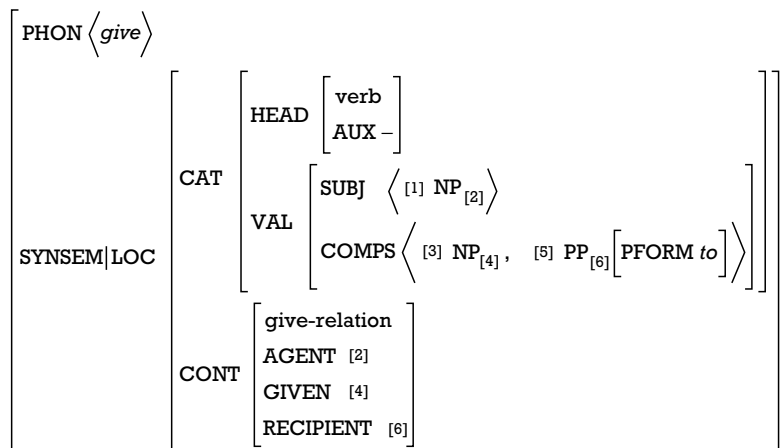 PHON ⟨give⟩
SYNSEM|LOC
CAT
HEAD
verb
AUX –
VAL
SUBJ ⟨ [1] NP[2] ⟩
COMPS ⟨ [3] NP[4] , [5] PP[6] [PFORM to] ⟩
CONT
give-relation
AGENT [2]
GIVEN [4]
RECIPIENT [6]